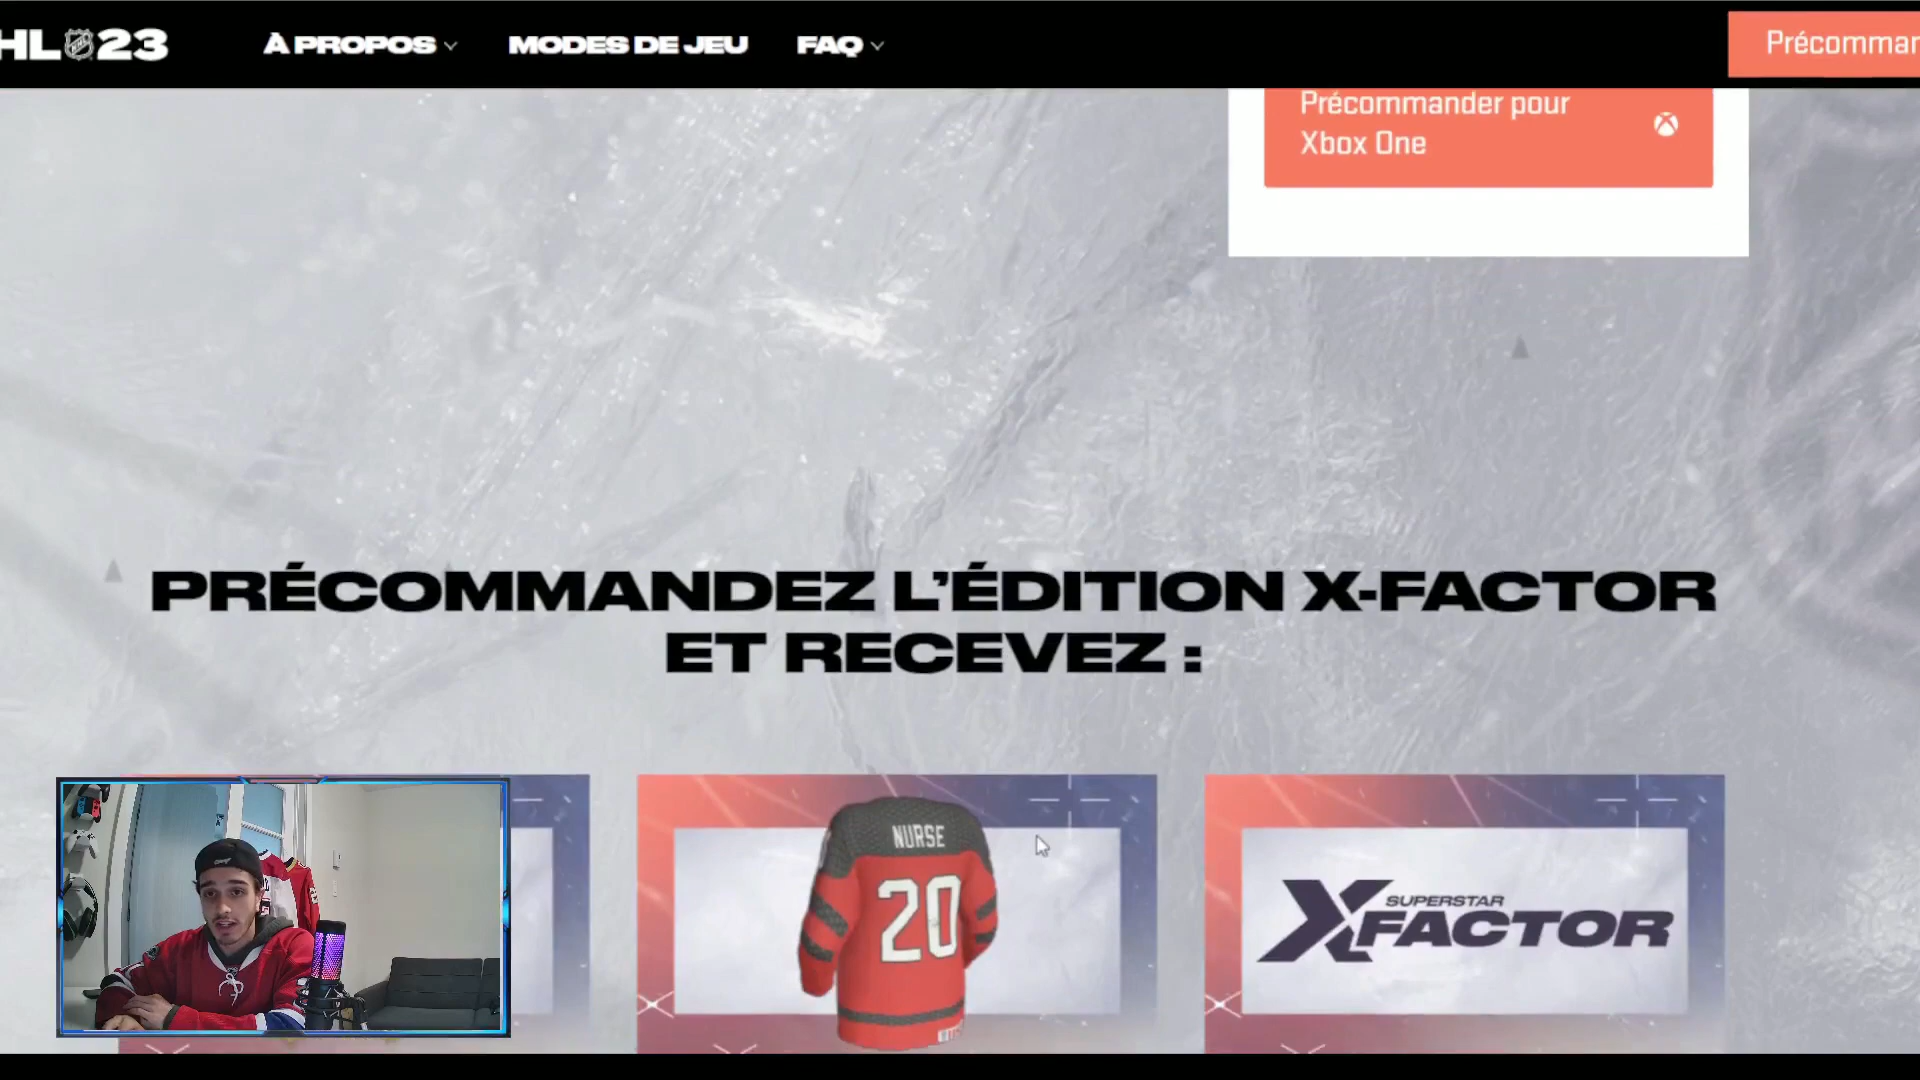 HL 23
À PROPOS
MODES DE JEU
FAQ
Précomman
Précommander pour
Xbox One
PRÉCOMMANDEZ L'ÉDITION X-FACTOR
ET RECEVEZ :
NURSE
20
SUPERSTAR
XFACTOR